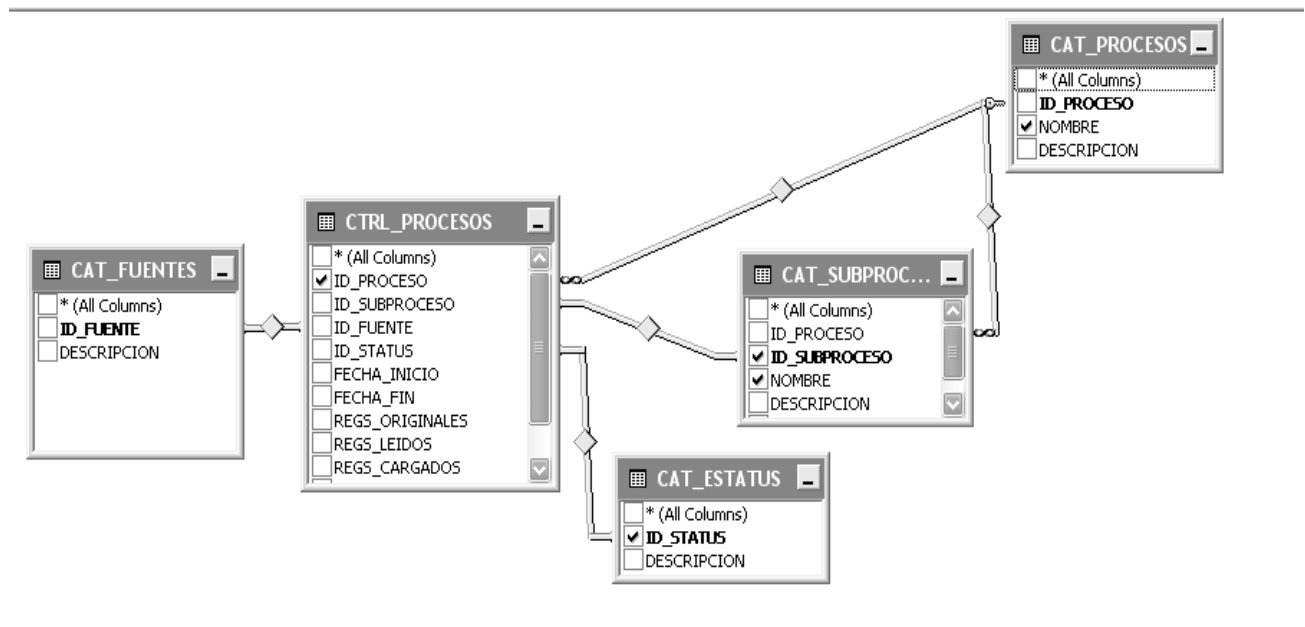 CAT_PROCESOS
* (All Columns)
ID_PROCESO
NOMBRE
DESCRIPCION
CTRL_PROCESOS
* (All Columns)
ID_PROCESO
ID_SUBPROCESO
ID_FUENTE
ID_STATUS
FECHA_INICIO
FECHA_FIN
REGS_ORIGINALES
REGS_LEIDOS
REGS_CARGADOS
CAT_FUENTES
* (All Columns)
ID_FUENTE
DESCRIPCION
CAT_SUBPROC...
* (All Columns)
ID_PROCESO
ID_SUBPROCESO
NOMBRE
DESCRIPCION
CAT_ESTATUS
* (All Columns)
ID_STATUS
DESCRIPCION